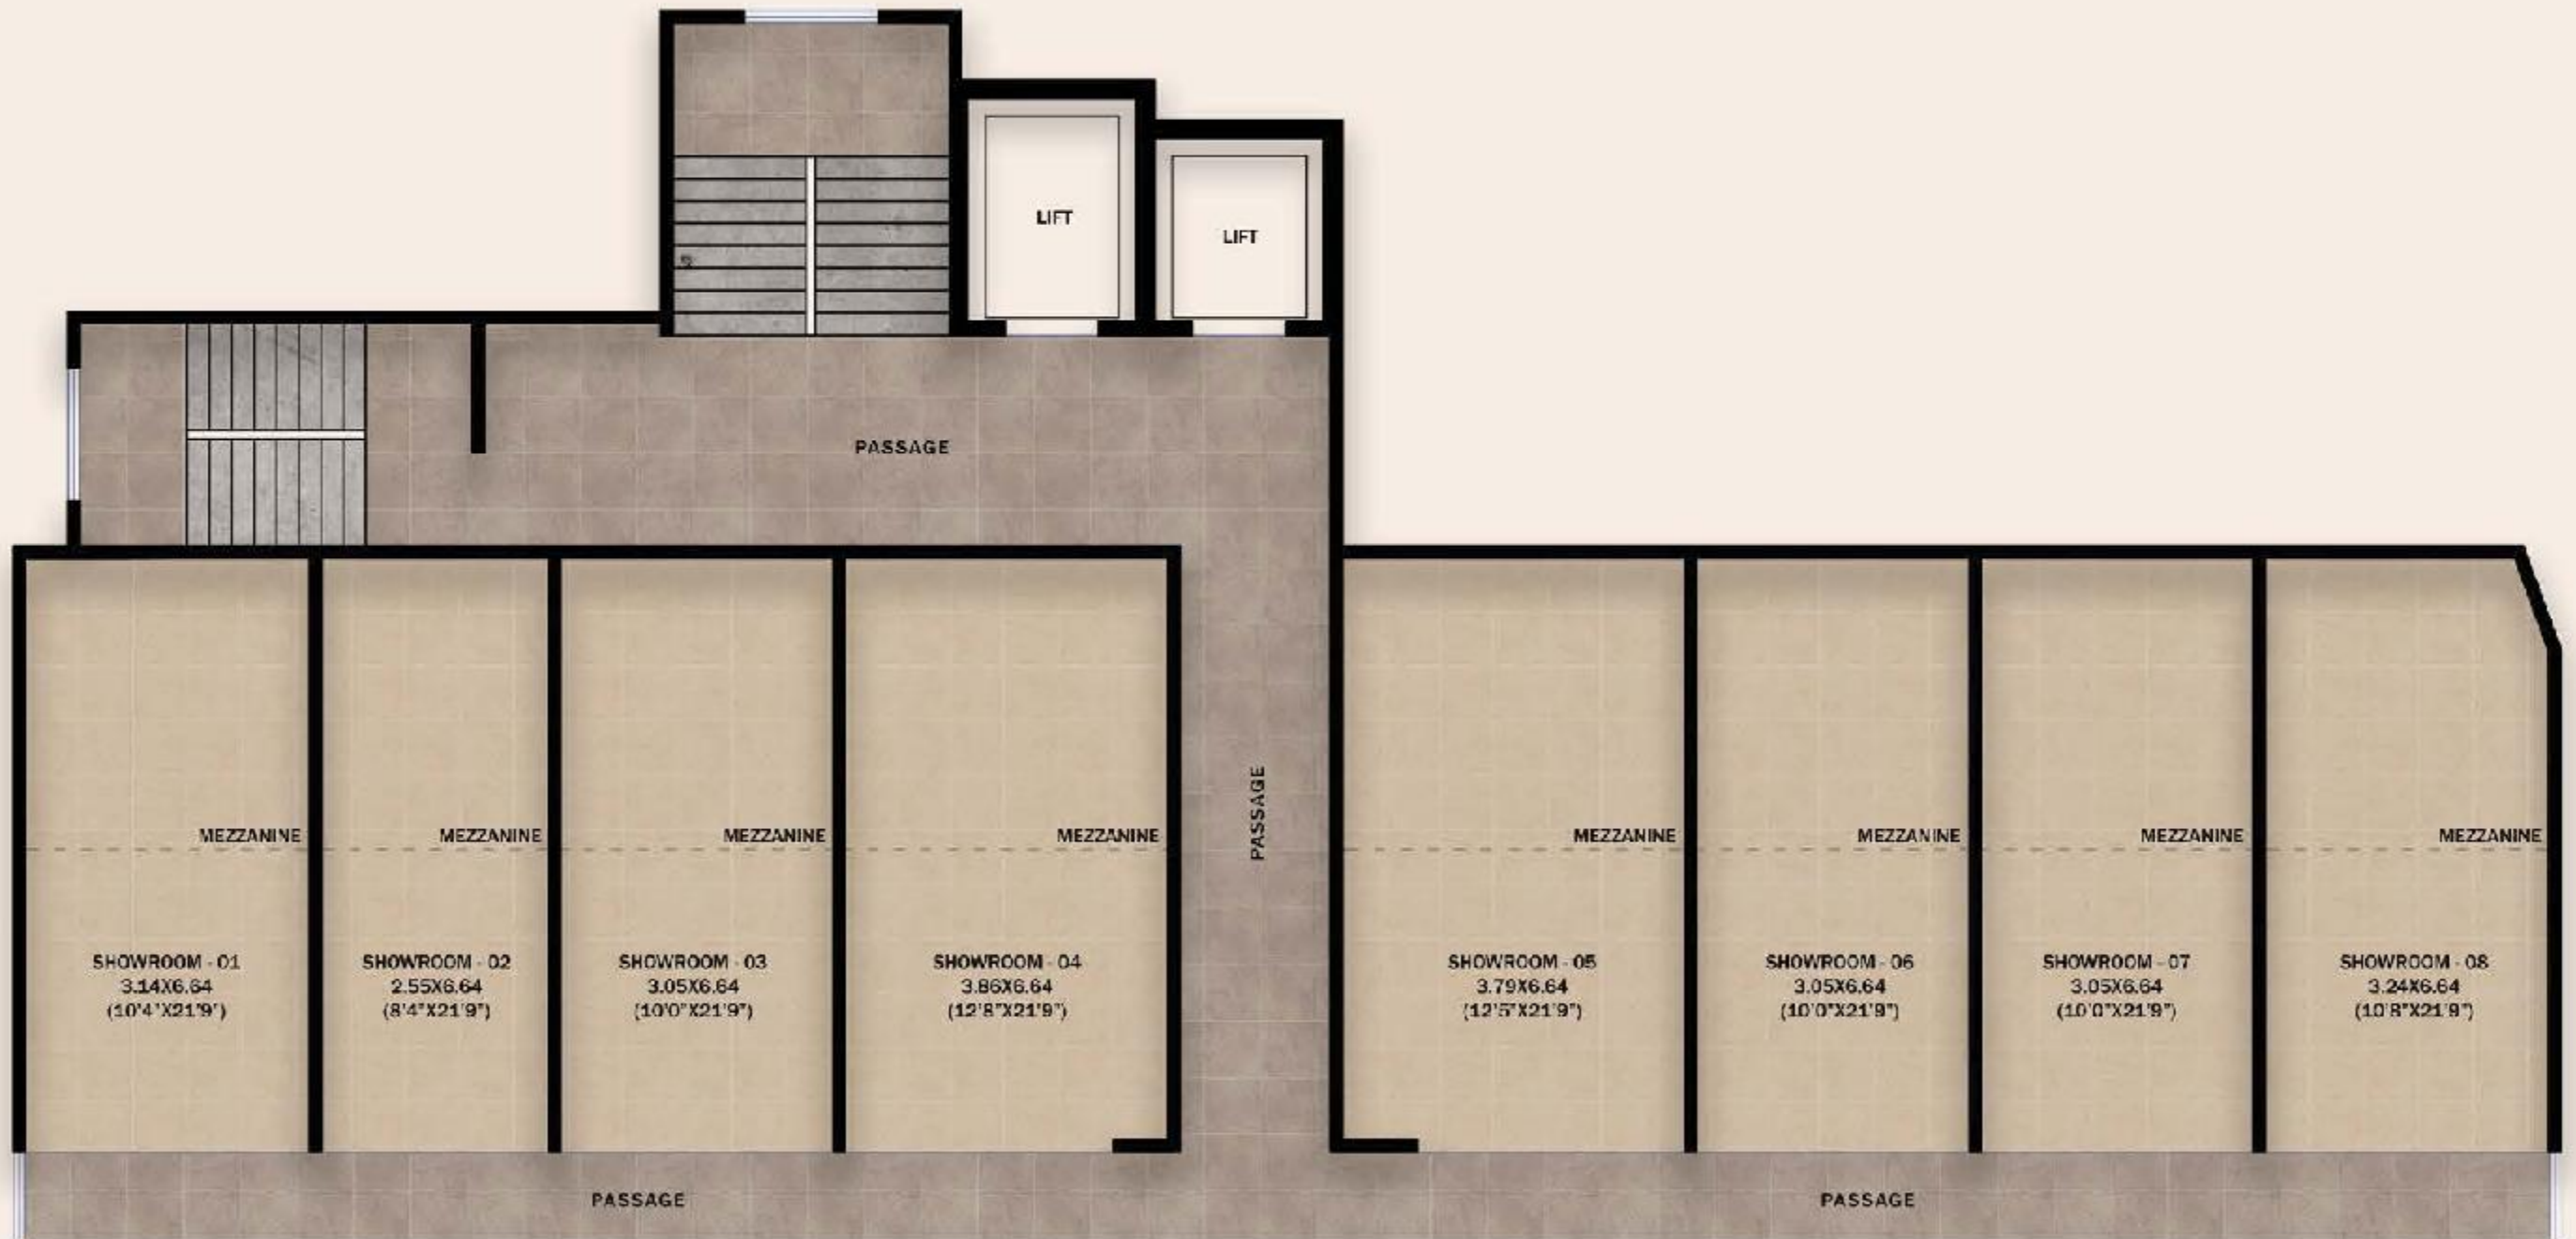 LIFT
LIFT
PASSAGE
PASSAGE
MEZZANINE
MEZZANINE
MEZZANINE
MEZZANINE
MEZZANINE
MEZZANINE
MEZZANINE
MEZZANINE
SHOWROOM - 01
3.14X6.64
(10'4"X21'9")
SHOWROOM - 02
2.55X6.64
(8'4"X21'9")
SHOWROOM - 03
3.05X6.64
(10'0"X21'9")
SHOWROOM - 04
3.86X6.64
(12'8"X21'9")
SHOWROOM - 05
3.79X6.64
(12'5"X21'9")
SHOWROOM - 06
3.05X6.64
(10'0"X21'9")
SHOWROOM - 07
3.05X6.64
(10'0"X21'9")
SHOWROOM - 08
3.24X6.64
(10'8"X21'9")
PASSAGE
PASSAGE